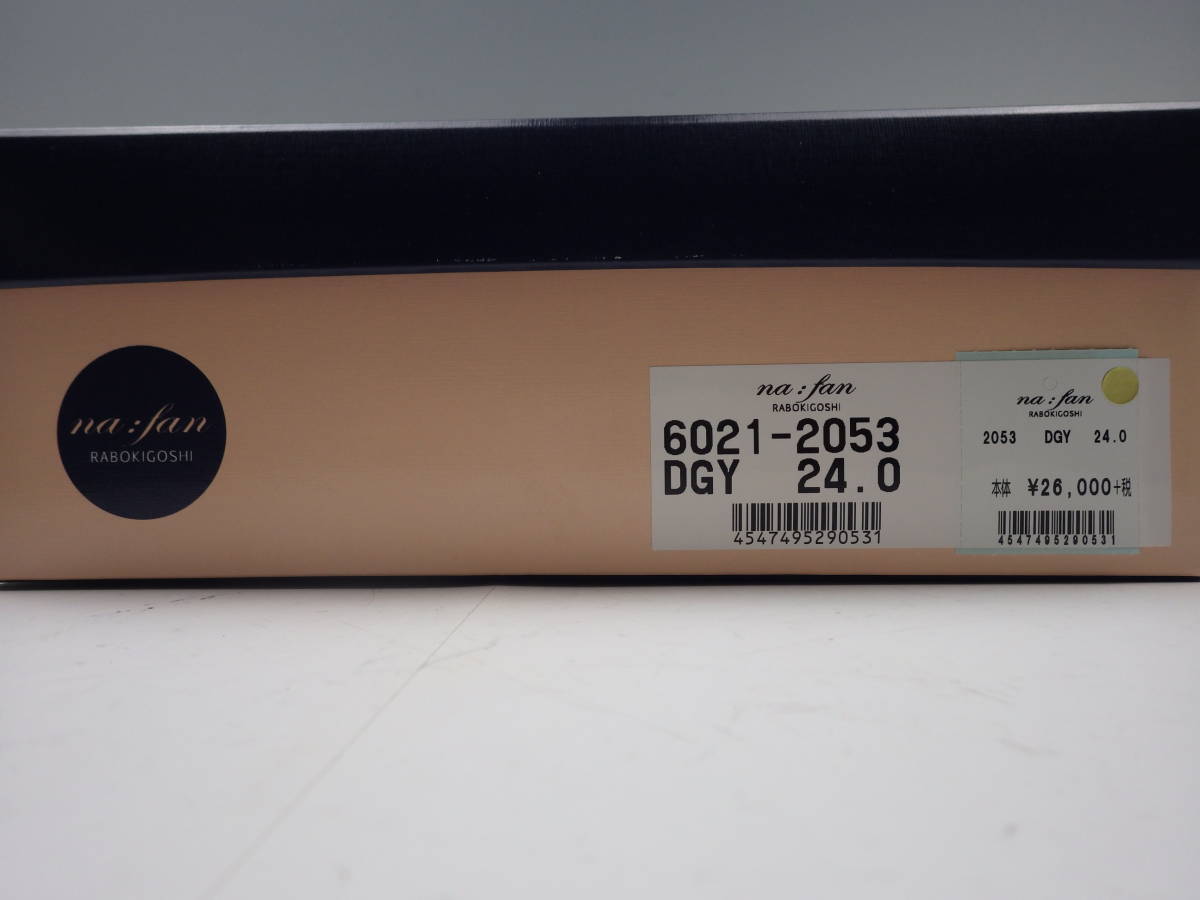 na:fan
RABOKIGOSHI
na:fan
RABOKIGOSHI
6021-2053
DGY 24.0
4547495290531
na:fan
RABOKIGOSHI
2053 DGY 24.0
本体 ¥26,000+税
4547495290531